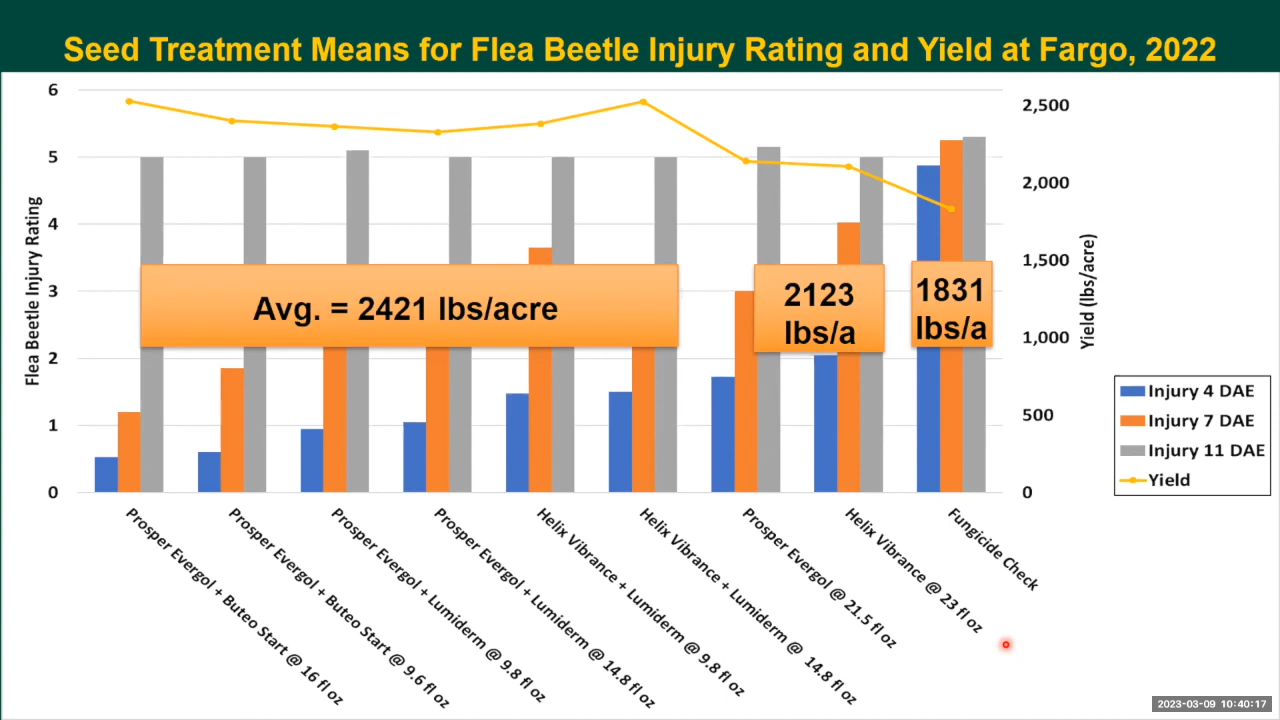 Seed Treatment Means for Flea Beetle Injury Rating and Yield at Fargo, 2022
Flea Beetle Injury Rating
6
5
4
3
2
1
0
Avg. = 2421 lbs/acre
2123
lbs/a
1831
lbs/a
2,500
2,000
1,500
1,000
500
0
Yield (lbs/acre)
Injury 4 DAE
Injury 7 DAE
Injury 11 DAE
Yield
Prosper Evergol + Buteo Start @ 16 fl oz
Prosper Evergol + Buteo Start @ 9.6 fl oz
Prosper Evergol + Lumiderm @ 9.8 fl oz
Prosper Evergol + Lumiderm @ 14.8 fl oz
Helix Vibrance + Lumiderm @ 9.8 fl oz
Helix Vibrance + Lumiderm @ 14.8 fl oz
Prosper Evergol @ 21.5 fl oz
Helix Vibrance @ 23 fl oz
Fungicide Check
2023-03-09 10:40:17